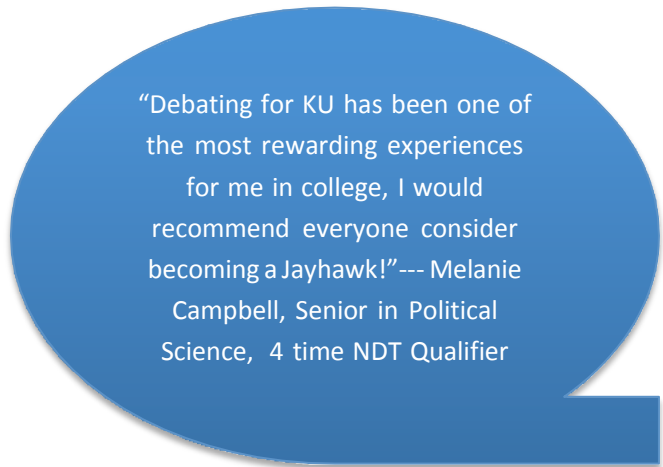 “Debating for KU has been one of
the most rewarding experiences
for me in college, I would
recommend everyone consider
becoming a Jayhawk!”--- Melanie
Campbell, Senior in Political
Science,  4 time NDT Qualifier